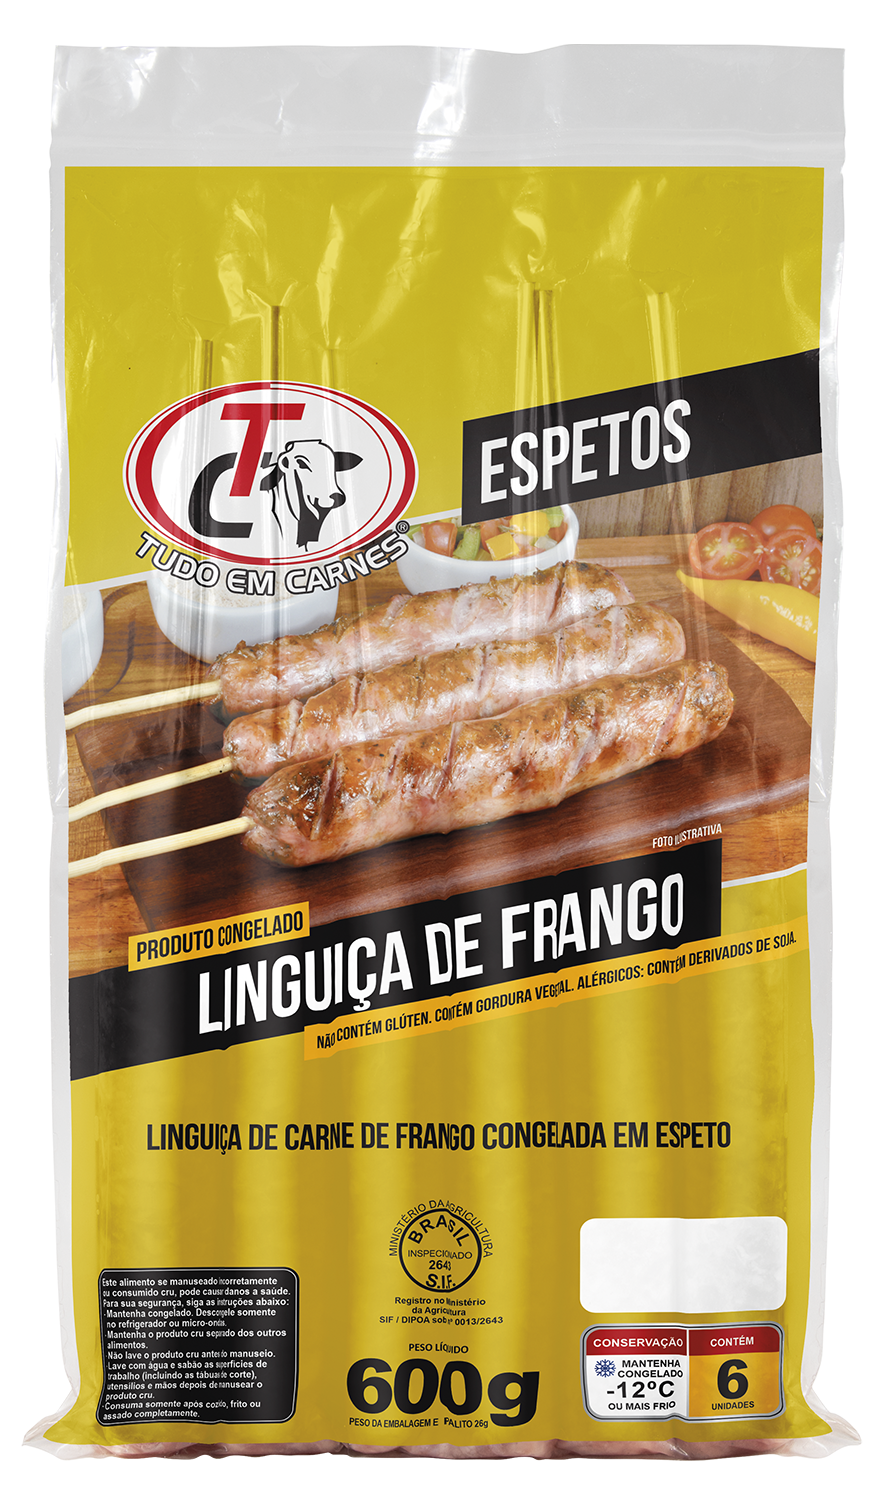 ESPETOS
TC
TUDO EM CARNES®
FOTO ILUSTRATIVA
PRODUTO CONGELADO
LINGUIÇA DE FRANGO
NÃO CONTÉM GLÚTEN. CONTÉM GORDURA VEGETAL. ALÉRGICOS: CONTÉM DERIVADOS DE SOJA.
LINGUIÇA DE CARNE DE FRANGO CONGELADA EM ESPETO
MINISTÉRIO DA AGRICULTURA
BRASIL
INSPECIONADO
2643
S.I.F.
Registro no Ministério
da Agricultura
SIF / DIPOA sob nº 0013/2643
Este alimento se manuseado incorretamente
ou consumido cru, pode causar danos a saúde.
Para sua segurança, siga as instruções abaixo:
-Mantenha congelado. Descongele somente
no refrigerador ou micro-ondas.
-Mantenha o produto cru separado dos outros
alimentos.
-Não lave o produto cru antes do manuseio.
-Lave com água e sabão as superfícies de
trabalho (incluindo as tábuas de corte),
utensílios e mãos depois de manusear o
produto cru.
-Consuma somente após cozido, frito ou
assado completamente.
PESO LÍQUIDO
600g
PESO DA EMBALAGEM E PALITO 26g
CONSERVAÇÃO
MANTENHA
CONGELADO
-12ºC
OU MAIS FRIO
CONTÉM
6
UNIDADES